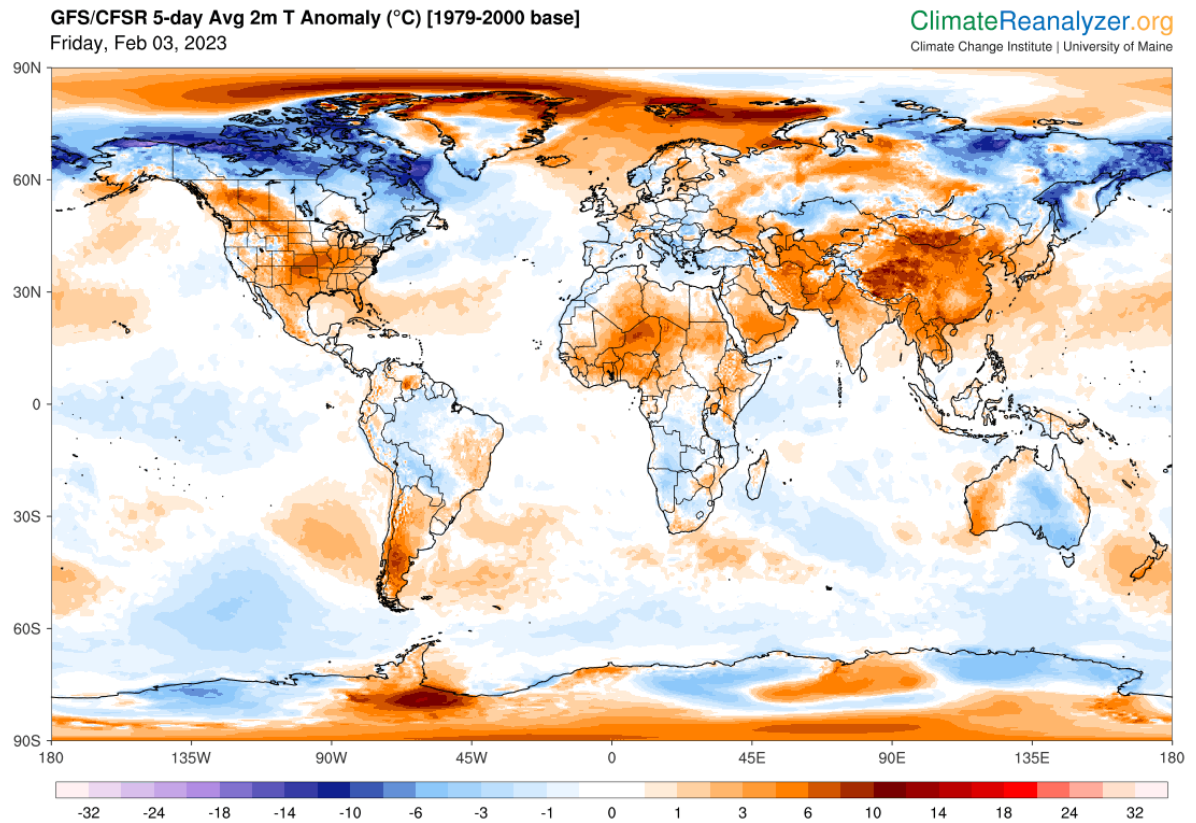 GFS/CFSR 5-day Avg 2m T Anomaly (°C) [1979-2000 base]
Friday, Feb 03, 2023
ClimateReanalyzer.org
Climate Change Institute | University of Maine
90N
60N
30N
0
30S
60S
90S
180 135W 90W 45W 0 45E 90E 135E 180
-32 -24 -18 -14 -10 -6 -3 -1 0 1 3 6 10 14 18 24 32